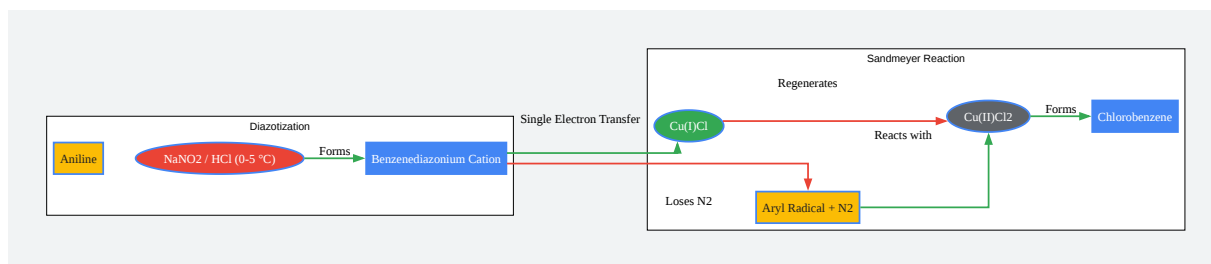 Sandmeyer Reaction
Regenerates
Single Electron Transfer
Cu(I)Cl
Cu(II)Cl2
Forms
Chlorobenzene
Reacts with
Diazotization
Aniline
NaNO2 / HCl (0-5 °C)
Forms
Benzenediazonium Cation
Loses N2
Aryl Radical + N2